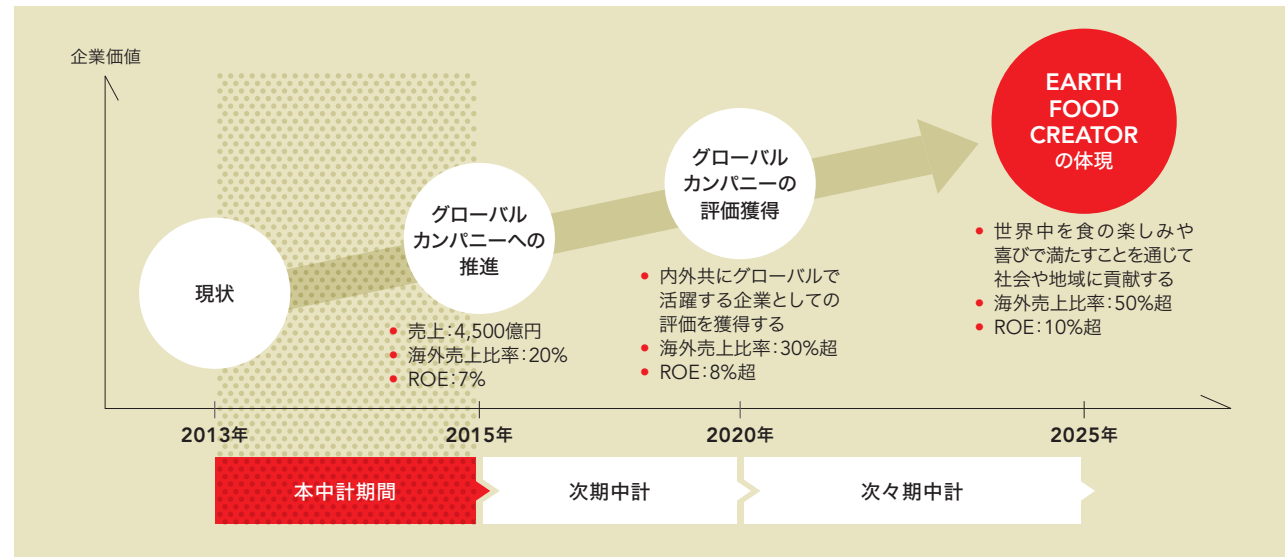 企業価値
現状
グローバル
カンパニーへの
推進
• 売上：4,500億円
• 海外売上比率：20%
• ROE：7%
グローバル
カンパニーの
評価獲得
• 内外共にグローバルで
活躍する企業としての
評価を獲得する
• 海外売上比率：30%超
• ROE：8%超
EARTH
FOOD
CREATOR
の体現
• 世界中を食の楽しみや
喜びで満たすことを通じて
社会や地域に貢献する
• 海外売上比率：50%超
• ROE：10%超
2013年
2015年
2020年
2025年
本中計期間
次期中計
次々期中計